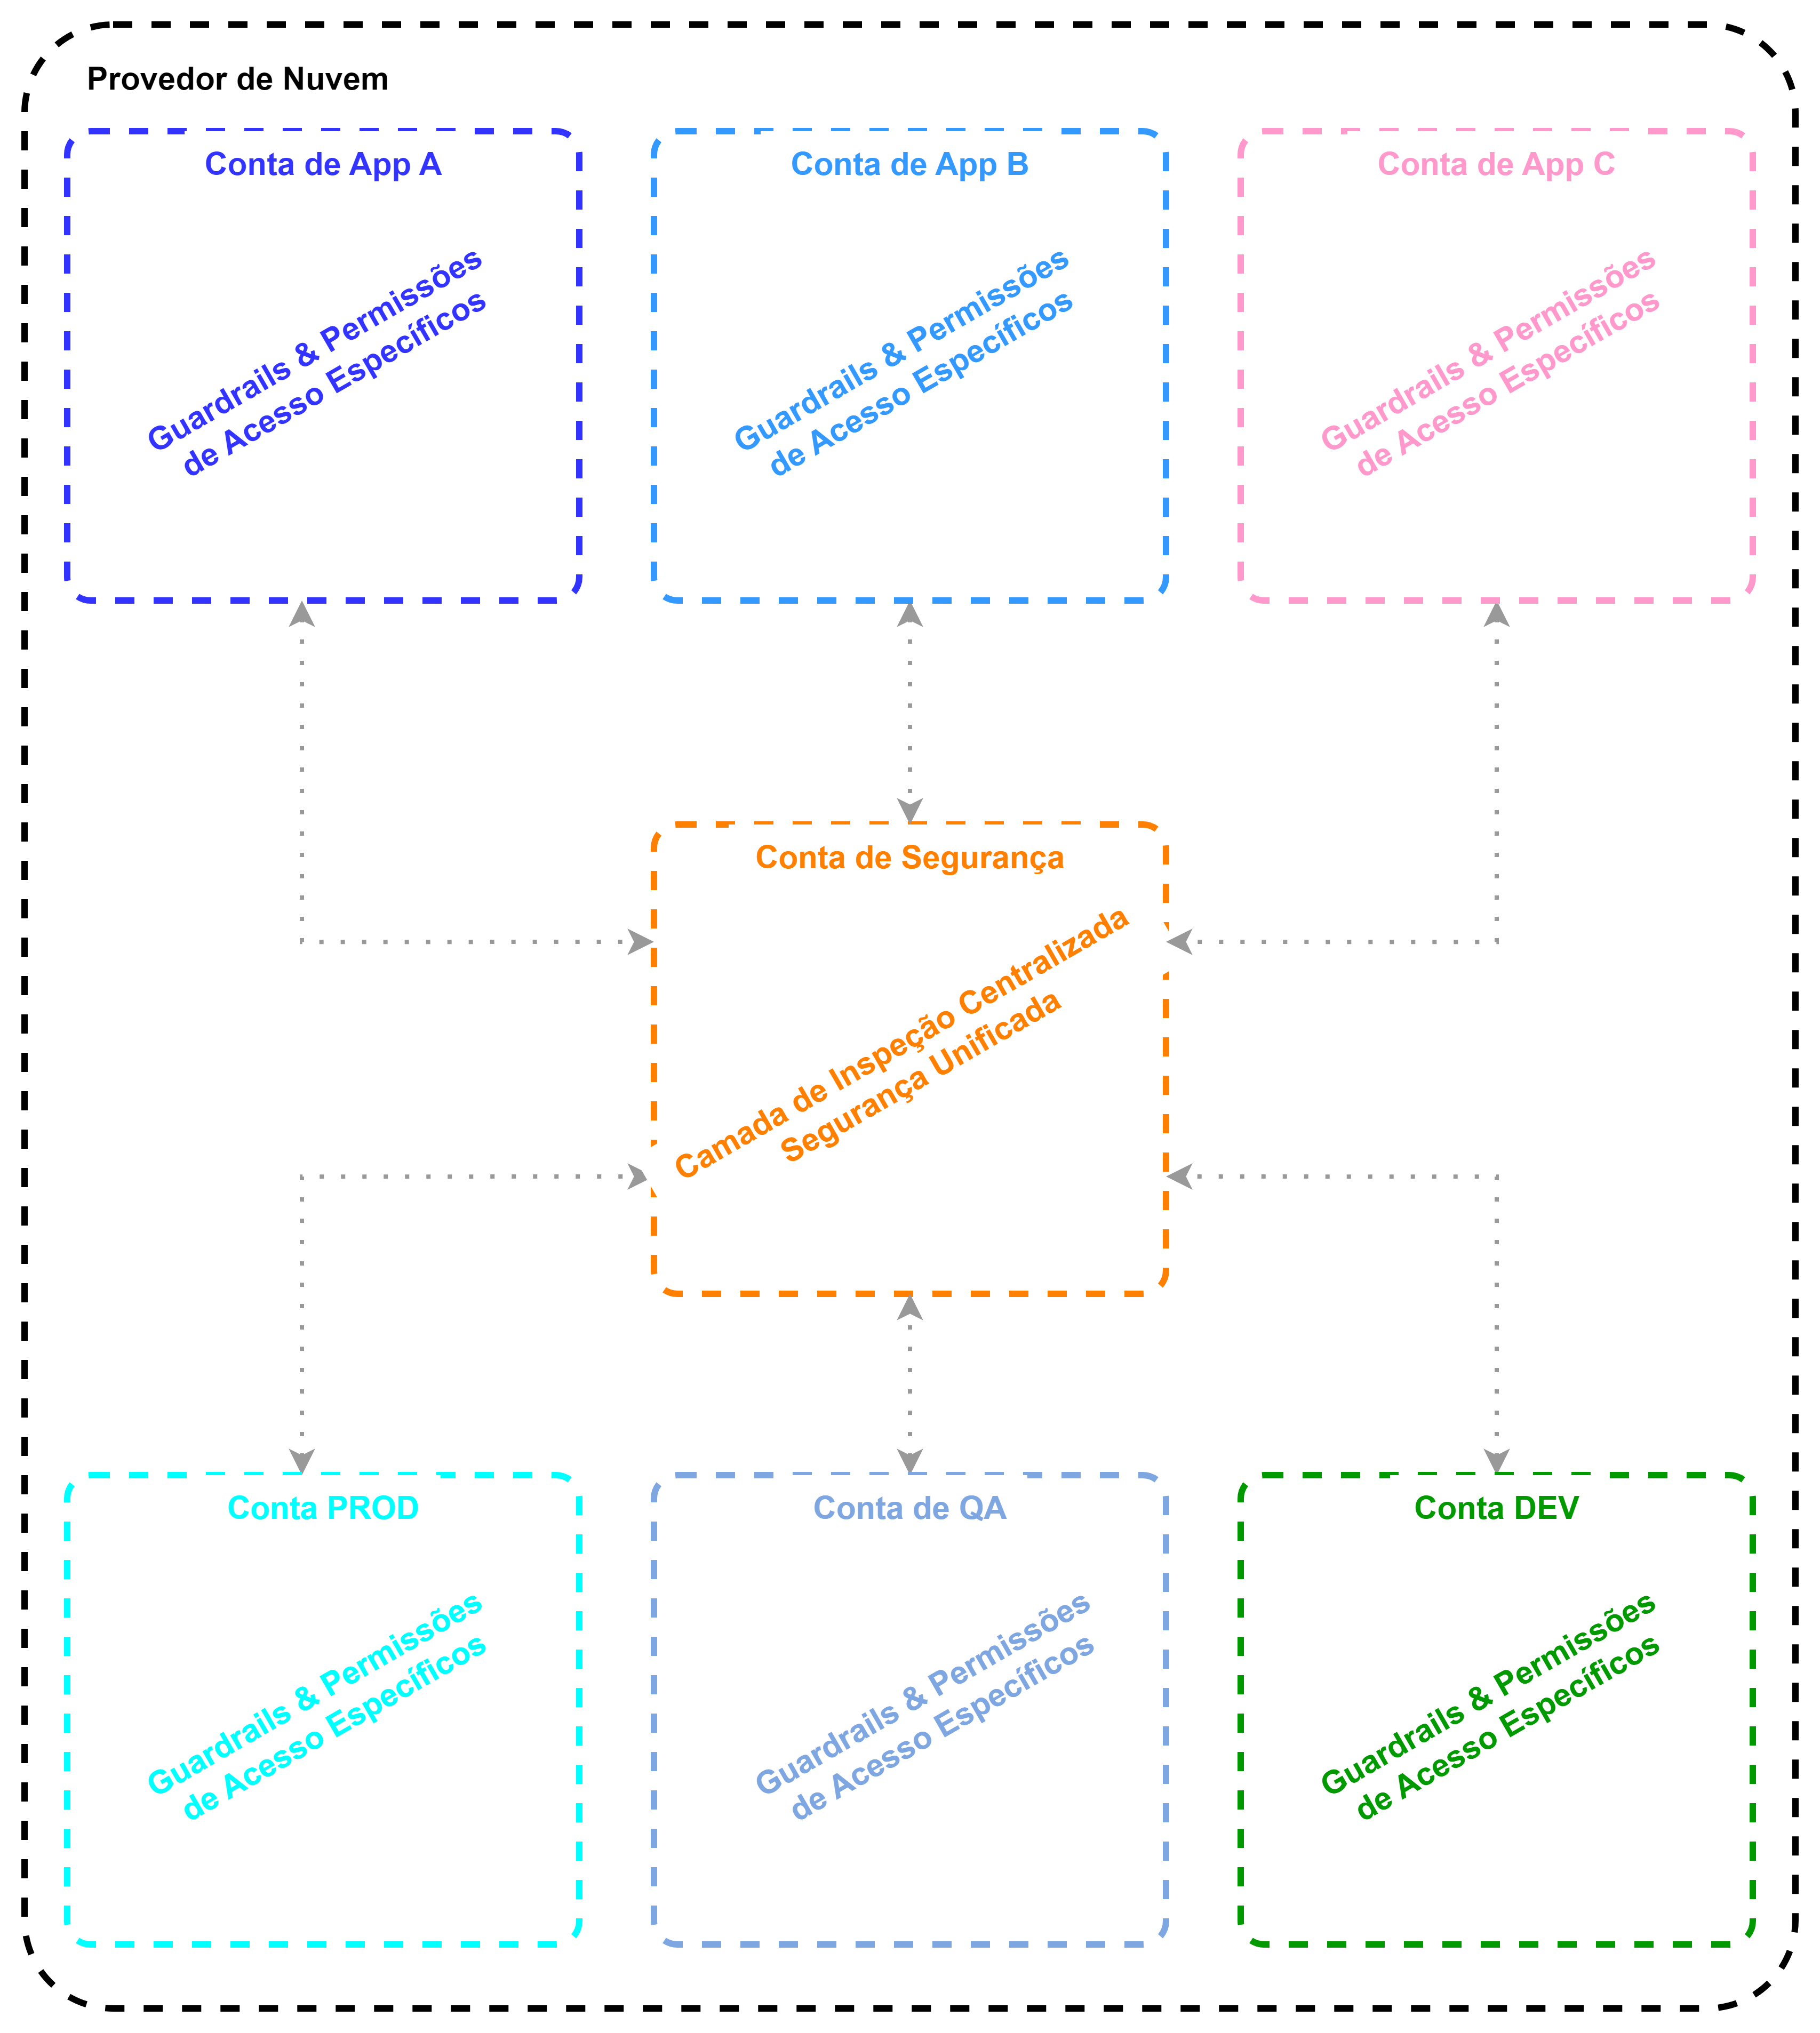 Provedor de Nuvem
Conta de App A
Guardrails & Permissões
de Acesso Específicos
Conta de App B
Guardrails & Permissões
de Acesso Específicos
Conta de App C
Guardrails & Permissões
de Acesso Específicos
Conta de Segurança
Camada de Inspeção Centralizada
Segurança Unificada
Conta PROD
Guardrails & Permissões
de Acesso Específicos
Conta de QA
Guardrails & Permissões
de Acesso Específicos
Conta DEV
Guardrails & Permissões
de Acesso Específicos